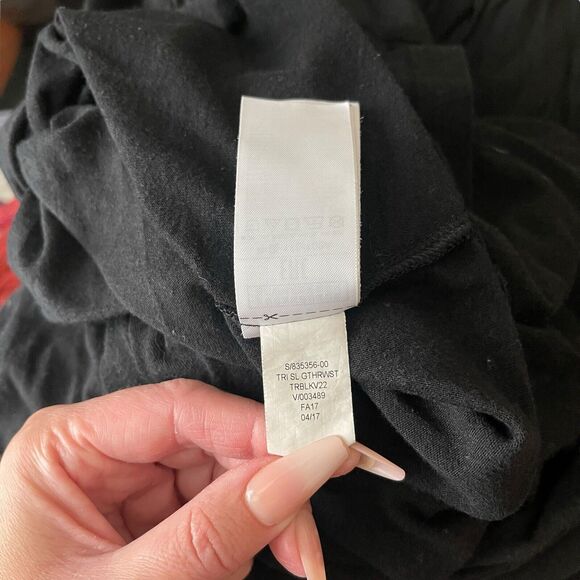 S/835356-00
TRI SL GTHRWST
TRBLKV22
V/003489
FA17
04/17